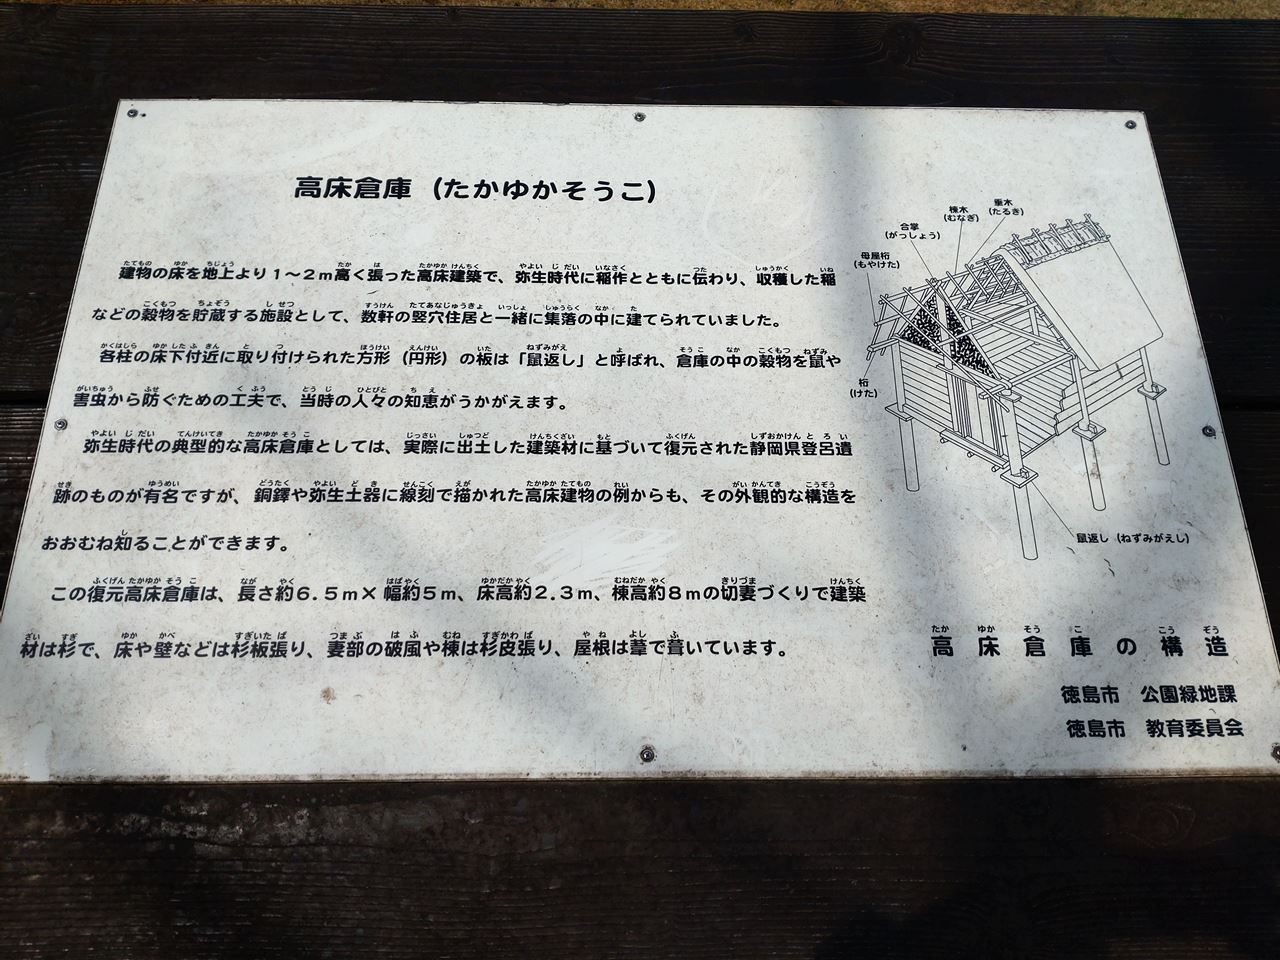 高床倉庫（たかゆかそうこ）
建物の床を地上より１～２ｍ高く張った高床建築で、弥生時代に稲作とともに伝わり、収穫した稲
などの穀物を貯蔵する施設として、数軒の竪穴住居と一緒に集落の中に建てられていました。
各柱の床下付近に取り付けられた方形（円形）の板は「鼠返し」と呼ばれ、倉庫の中の穀物を鼠や
害虫から防ぐための工夫で、当時の人々の知恵がうかがえます。
弥生時代の典型的な高床倉庫としては、実際に出土した建築材に基づいて復元された静岡県登呂遺
跡のものが有名ですが、銅鐸や弥生土器に線刻で描かれた高床建物の例からも、その外観的な構造を
おおむね知ることができます。
この復元高床倉庫は、長さ約６.５ｍ×幅約５ｍ、床高約２.３ｍ、棟高約８ｍの切妻づくりで建築
材は杉で、床や壁などは杉板張り、妻部の破風や棟は杉皮張り、屋根は葦で葺いています。
垂木
（たるき）
棟木
（むなぎ）
合掌
（がっしょう）
母屋桁
（もやけた）
桁
（けた）
鼠返し（ねずみがえし）
高床倉庫の構造
徳島市　公園緑地課
徳島市　教育委員会